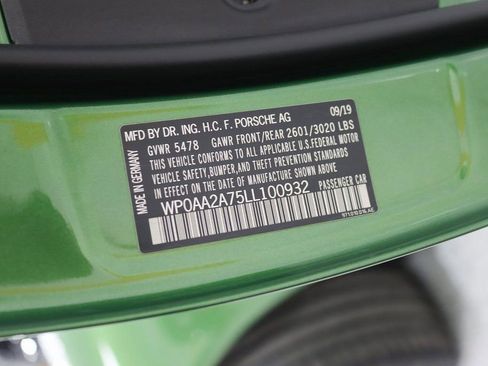 MFD BY DR. ING. H.C. F. PORSCHE AG 09/19
GVWR 5478 GAWR FRONT/REAR 2601/3020 LBS
THIS VEHICLE CONFORMS TO ALL APPLICABLE U.S.FEDERAL MOTOR
VEHICLE SAFETY, BUMPER, AND THEFT PREVENTION
STANDARDS IN EFFECT ON THE DATE OF MANUFACTURE SHOWN ABOVE.
WP0AA2A75LL100932 PASSENGER CAR
MADE IN GERMANY